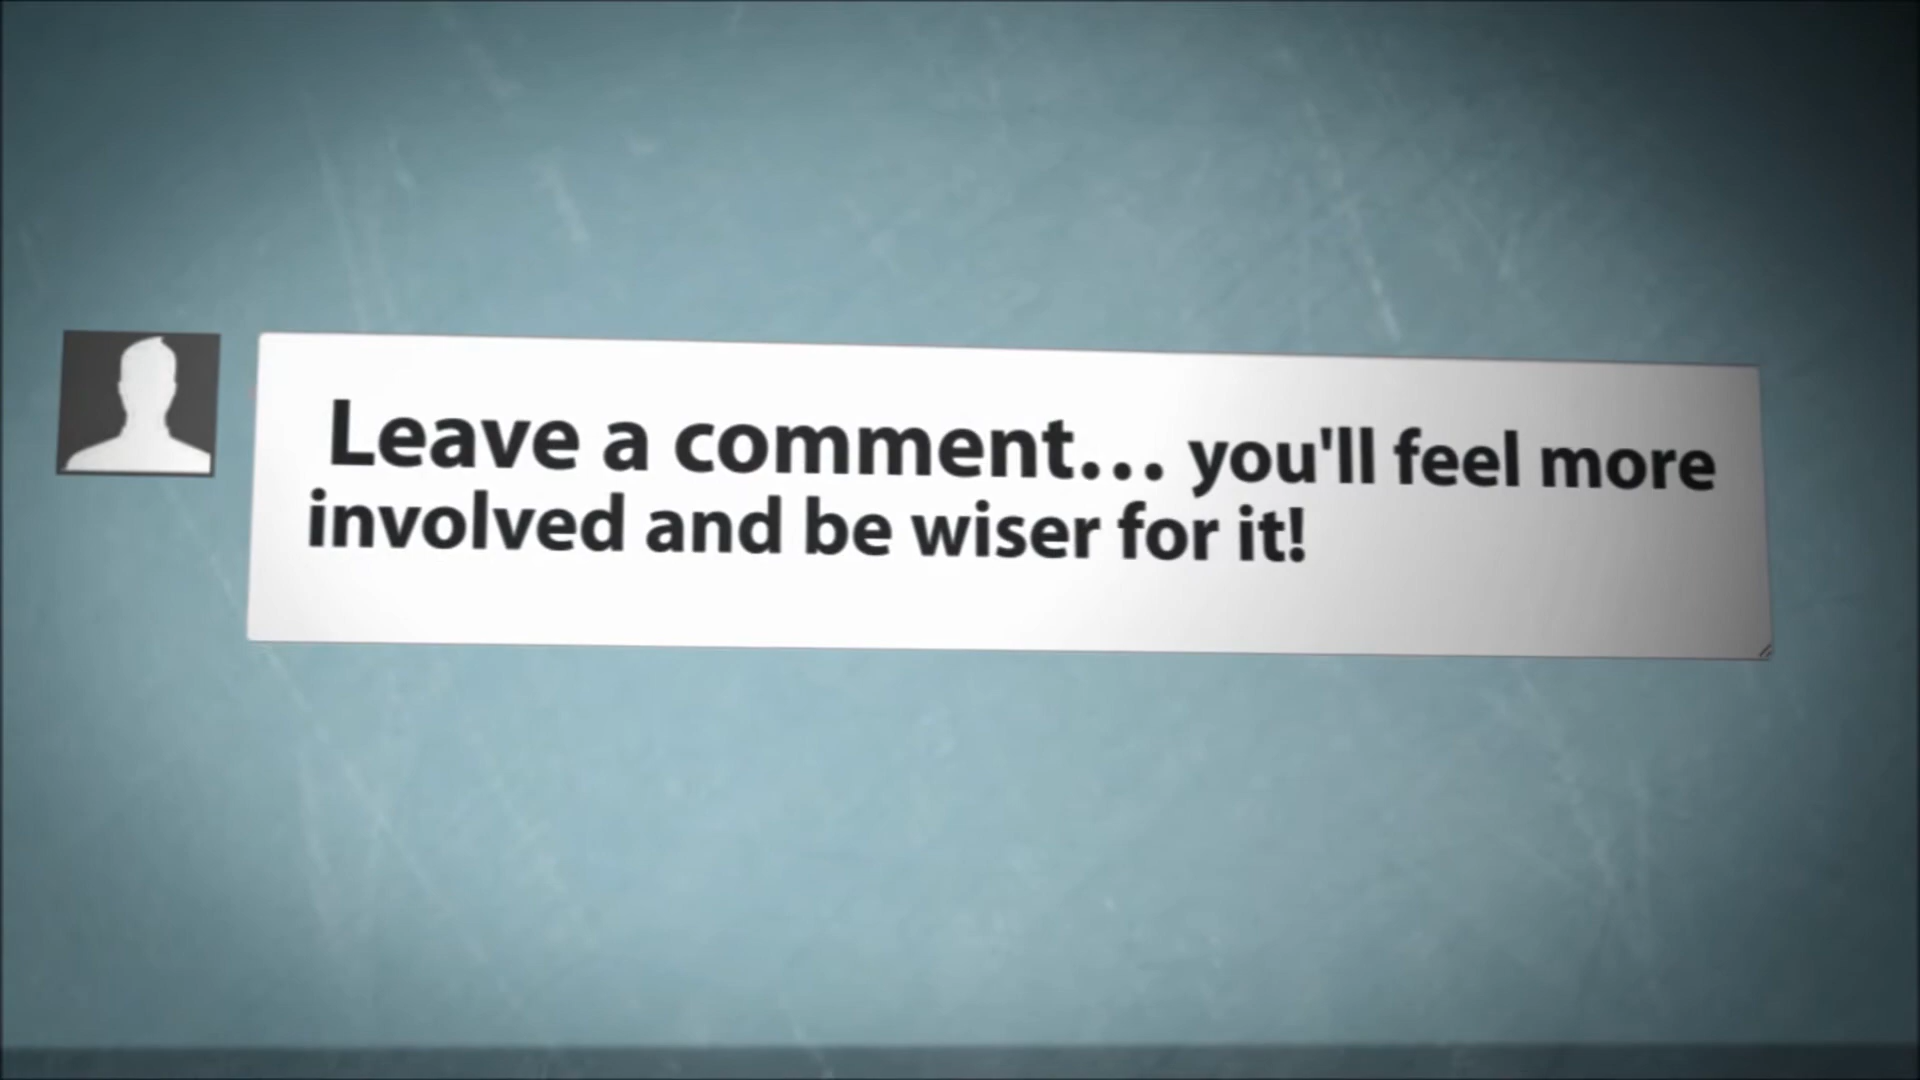 Leave a comment… you'll feel more
involved and be wiser for it!